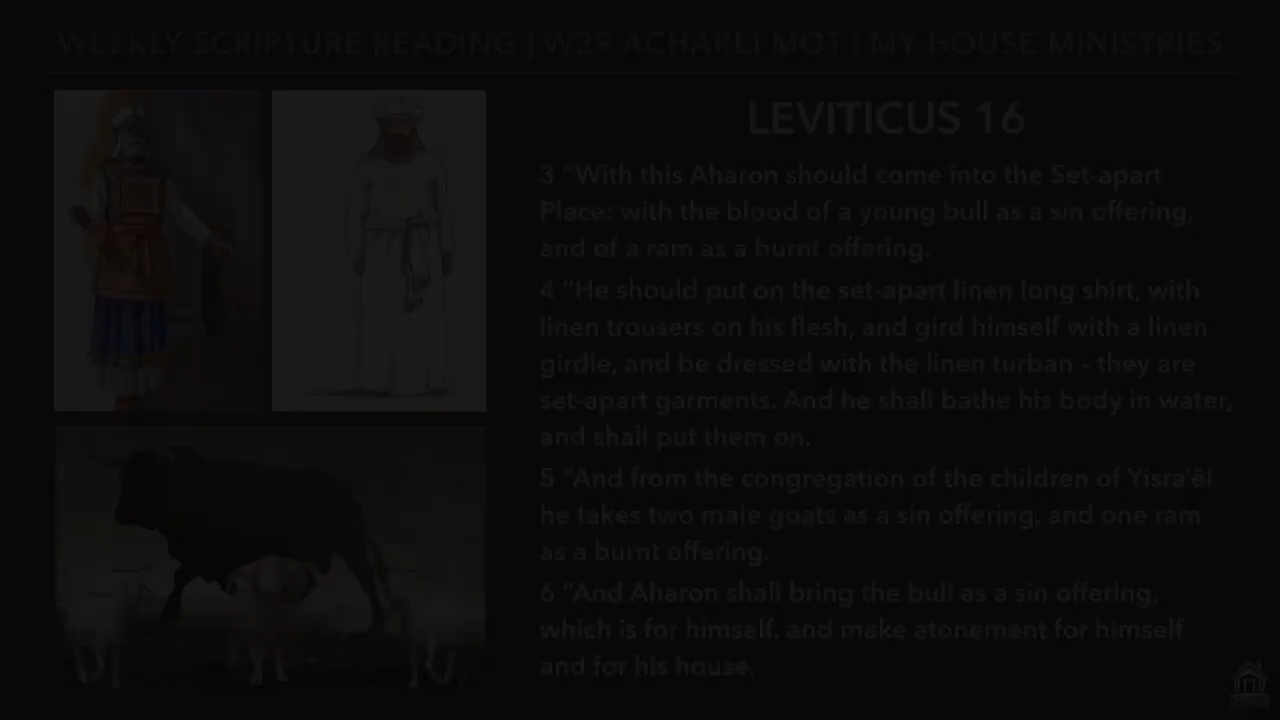 WEEKLY SCRIPTURE READING | W29 ACHAREI MOT | MY HOUSE MINISTRIES
LEVITICUS 16
3 "With this Aharon should come into the Set-apart
Place: with the blood of a young bull as a sin offering,
and of a ram as a burnt offering.
4 "He should put on the set-apart linen long shirt, with
linen trousers on his flesh, and gird himself with a linen
girdle, and be dressed with the linen turban - they are
set-apart garments. And he shall bathe his body in water,
and shall put them on.
5 "And from the congregation of the children of Yisra'ěl
he takes two male goats as a sin offering, and one ram
as a burnt offering.
6 "And Aharon shall bring the bull as a sin offering,
which is for himself, and make atonement for himself
and for his house.